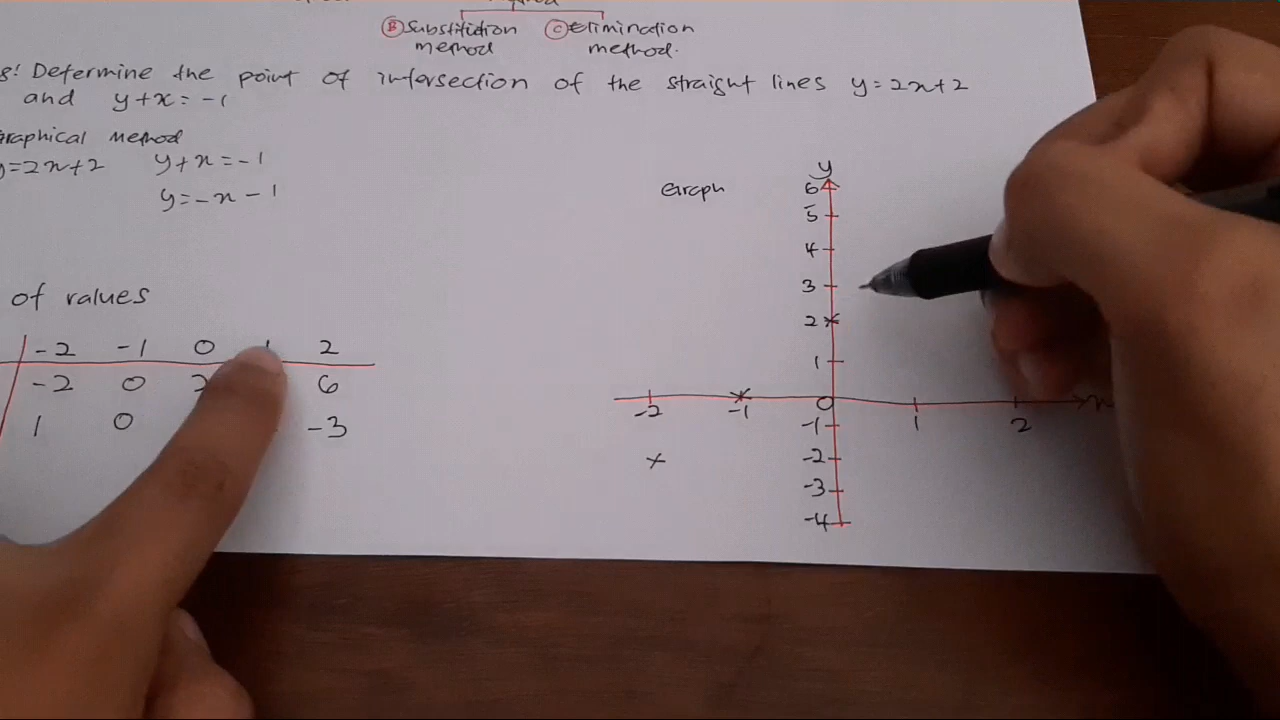 Ⓑ Substitution Ⓒ Elimination
method method.
Determine the point of intersection of the straight lines y=2x+2
and y+x=-1
Graphical method
y=2x+2 y+x=-1
y=-x-1
Graph
of values
-2 -1 0 1 2
-2 0 2 6
1 0 -3
y
6
5
4
3
2
1
-2 -1 0 1 2 x
-1
-2
-3
-4